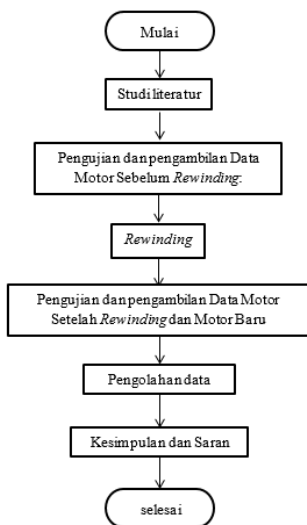 Mulai
Studi literatur
Pengujian dan pengambilan Data
Motor Sebelum Rewinding:
Rewinding
Pengujian dan pengambilan Data Motor
Setelah Rewinding dan Motor Baru
Pengolahan data
Kesimpulan dan Saran
selesai